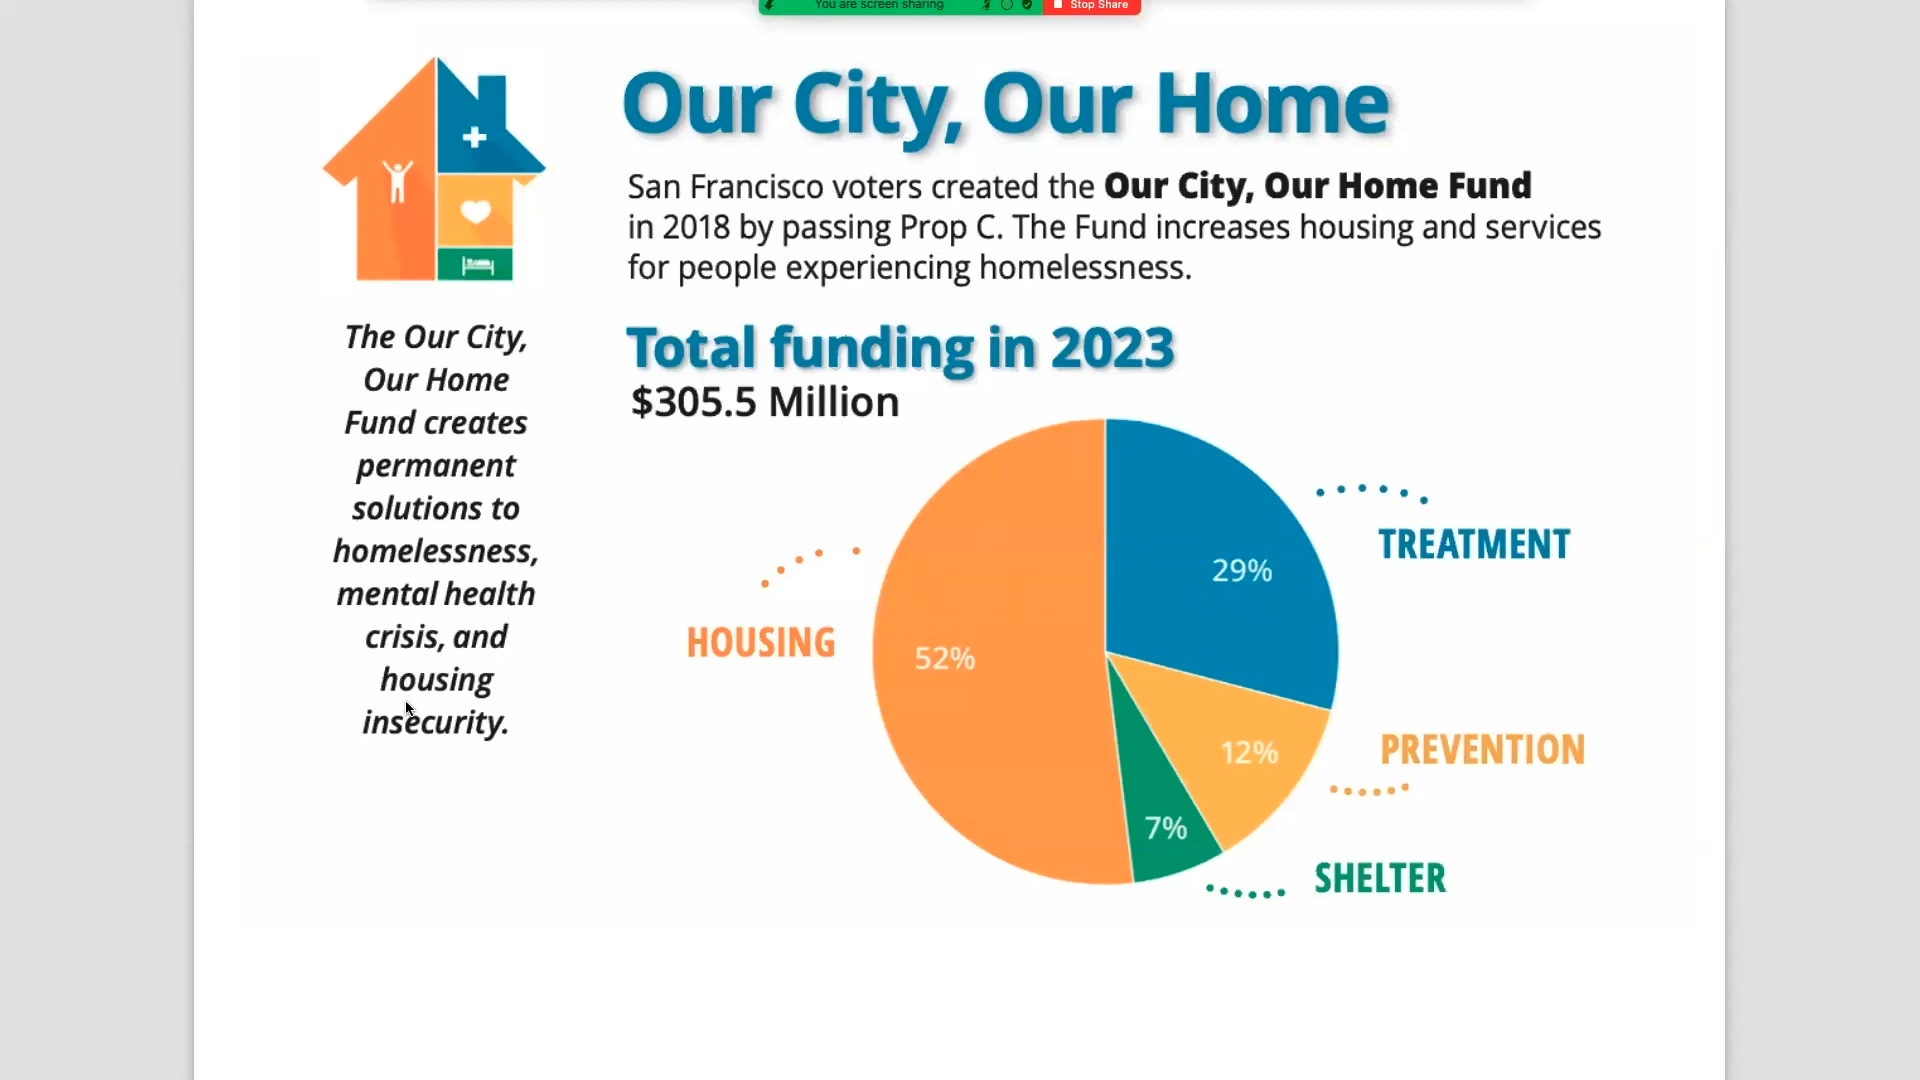 You are screen sharing
Stop Share
Our City, Our Home
San Francisco voters created the Our City, Our Home Fund
in 2018 by passing Prop C. The Fund increases housing and services
for people experiencing homelessness.
The Our City,
Our Home
Fund creates
permanent
solutions to
homelessness,
mental health
crisis, and
housing
insecurity.
Total funding in 2023
$305.5 Million
TREATMENT
29%
HOUSING
52%
PREVENTION
12%
7%
SHELTER